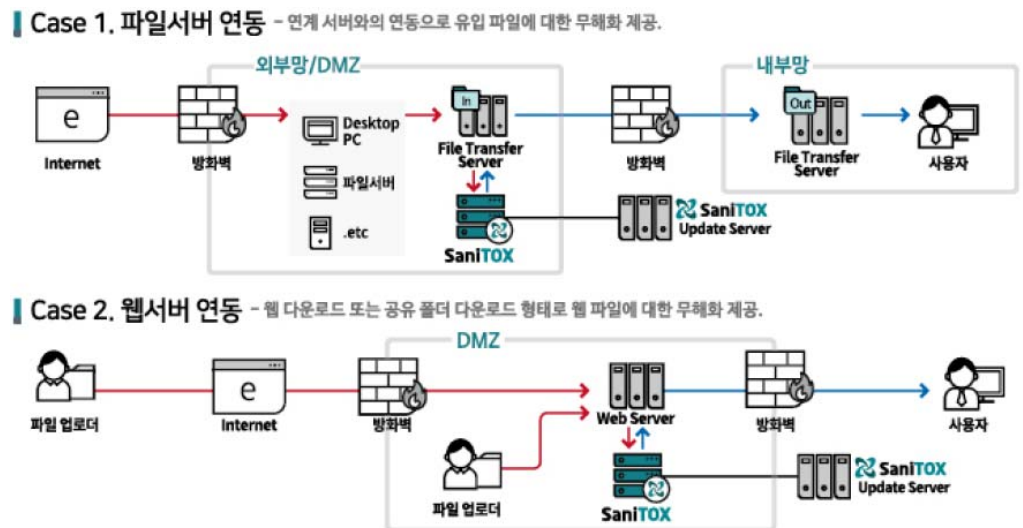 Case 1. 파일서버 연동 - 연계 서버와의 연동으로 유입 파일에 대한 무해화 제공.
외부망/DMZ
내부망
e
Internet
방화벽
Desktop
PC
파일서버
.etc
In
File Transfer
Server
SaniTOX
방화벽
SaniTOX
Update Server
Out
File Transfer
Server
사용자
Case 2. 웹서버 연동 - 웹 다운로드 또는 공유 폴더 다운로드 형태로 웹 파일에 대한 무해화 제공.
DMZ
파일 업로더
e
Internet
방화벽
파일 업로더
Web Server
SaniTOX
방화벽
SaniTOX
Update Server
사용자